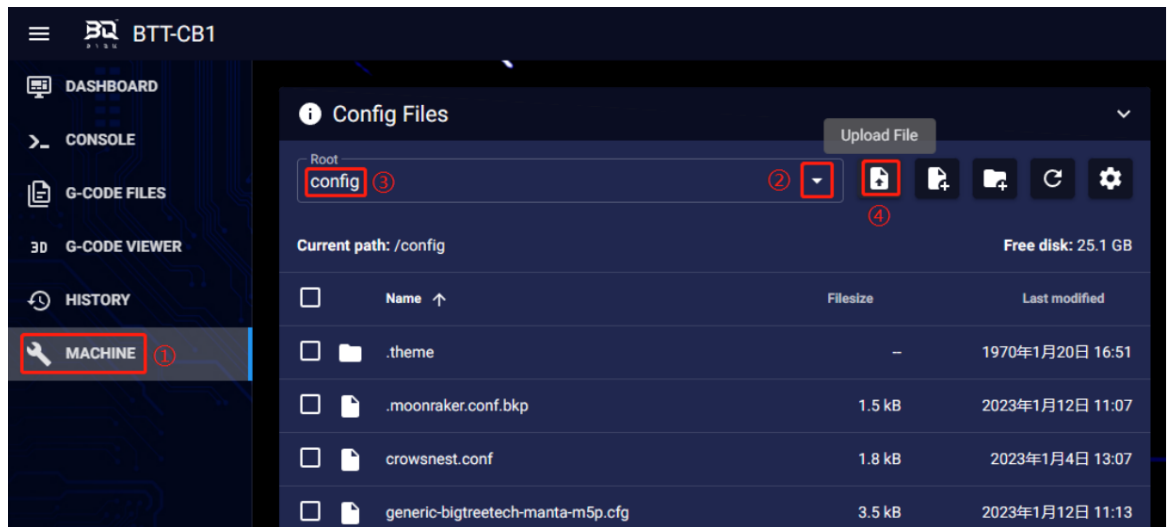 BTT-CB1
DASHBOARD
CONSOLE
G-CODE FILES
3D G-CODE VIEWER
HISTORY
MACHINE ①
Config Files
Upload File
Root
config ③ ② ④
Current path: /config Free disk: 25.1 GB
Name Filesize Last modified
.theme -- 1970年1月20日 16:51
.moonraker.conf.bkp 1.5 kB 2023年1月12日 11:07
crowsnest.conf 1.8 kB 2023年1月4日 13:07
generic-bigtreetech-manta-m5p.cfg 3.5 kB 2023年1月12日 11:13